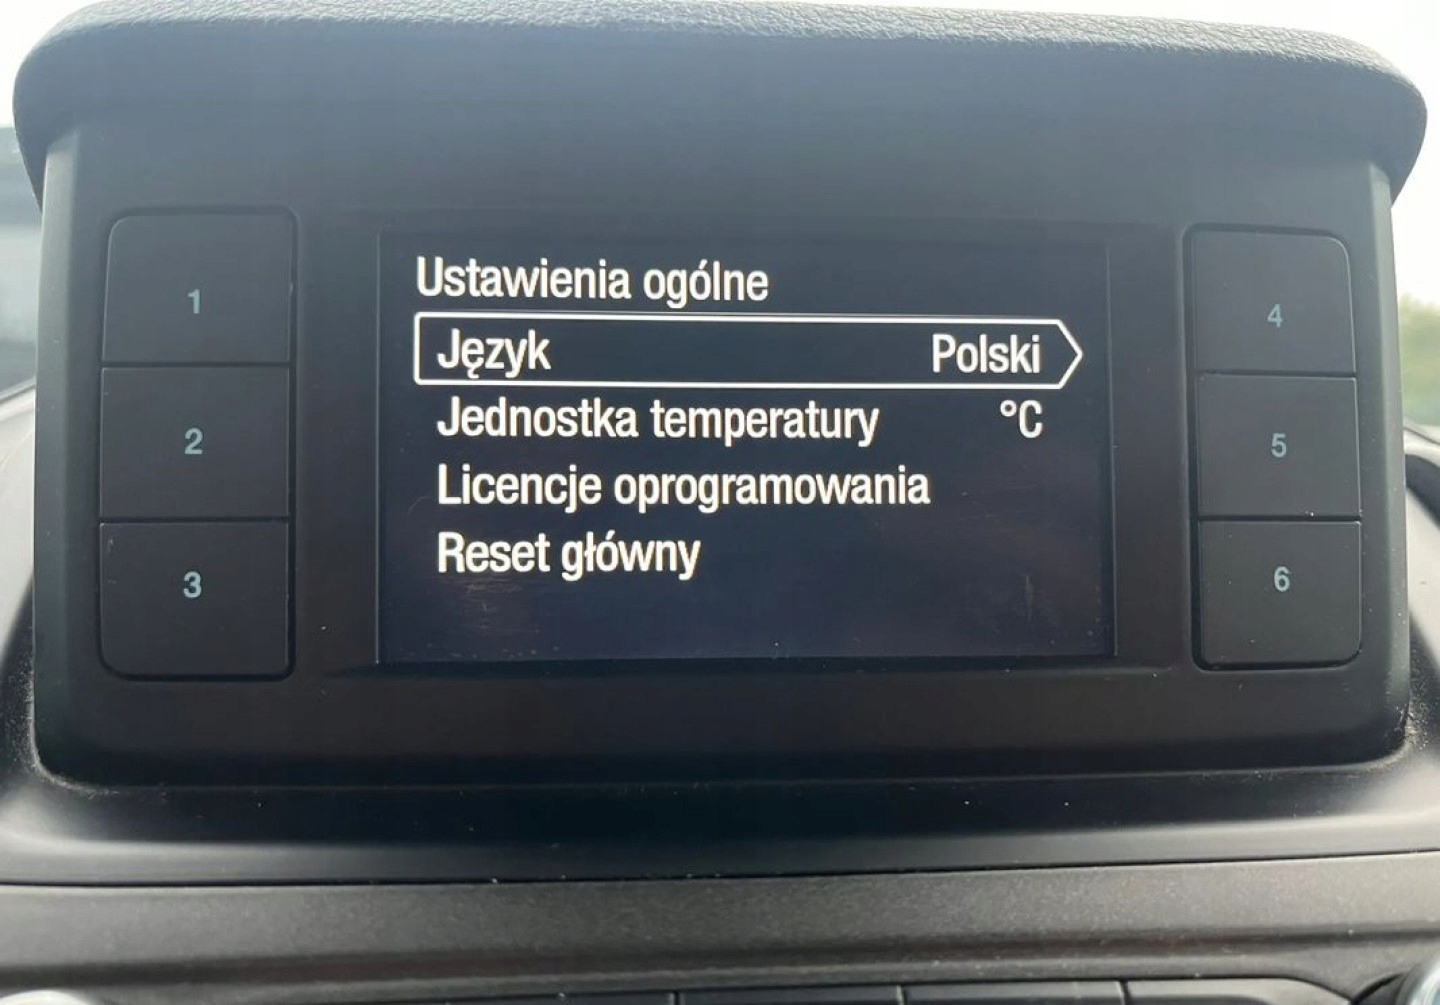 Ustawienia ogólne
Język Polski
Jednostka temperatury °C
Licencje oprogramowania
Reset główny
1
2
3
4
5
6